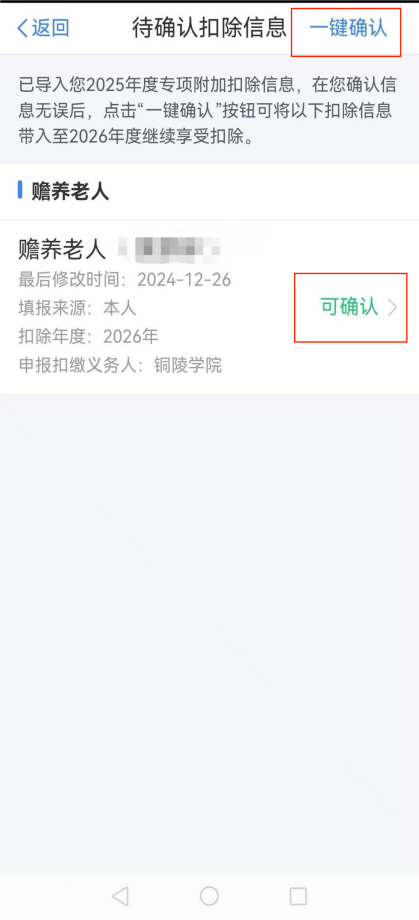 返回 待确认扣除信息 一键确认
已导入您2025年度专项附加扣除信息，在您确认信
息无误后，点击“一键确认”按钮可将以下扣除信息
带入至2026年度继续享受扣除。
赡养老人
赡养老人
最后修改时间：2024-12-26
填报来源：本人
可确认
扣除年度：2026年
申报扣缴义务人：铜陵学院